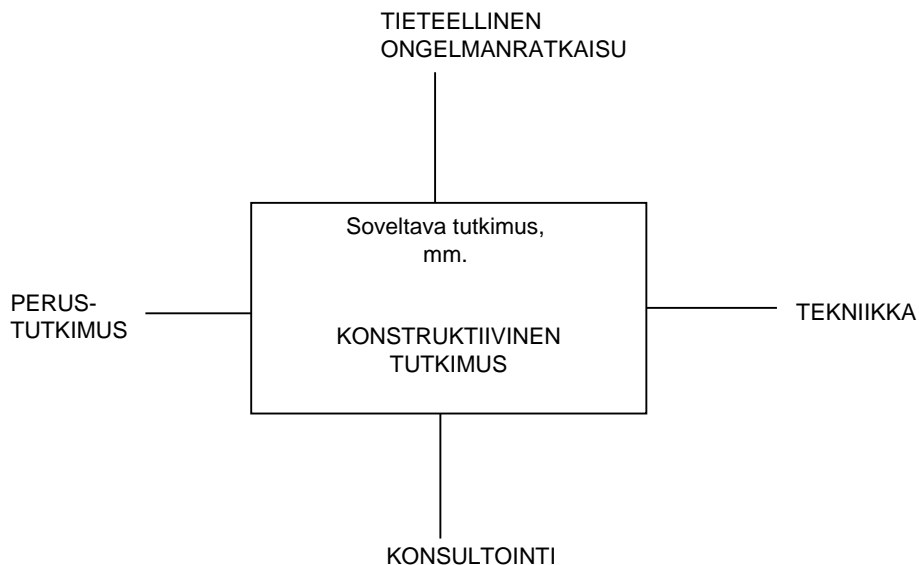 TIETEELLINEN
ONGELMANRATKAISU
Soveltava tutkimus,
mm.
PERUS-
TUTKIMUS
TEKNIIKKA
KONSTRUKTIIVINEN
TUTKIMUS
KONSULTOINTI